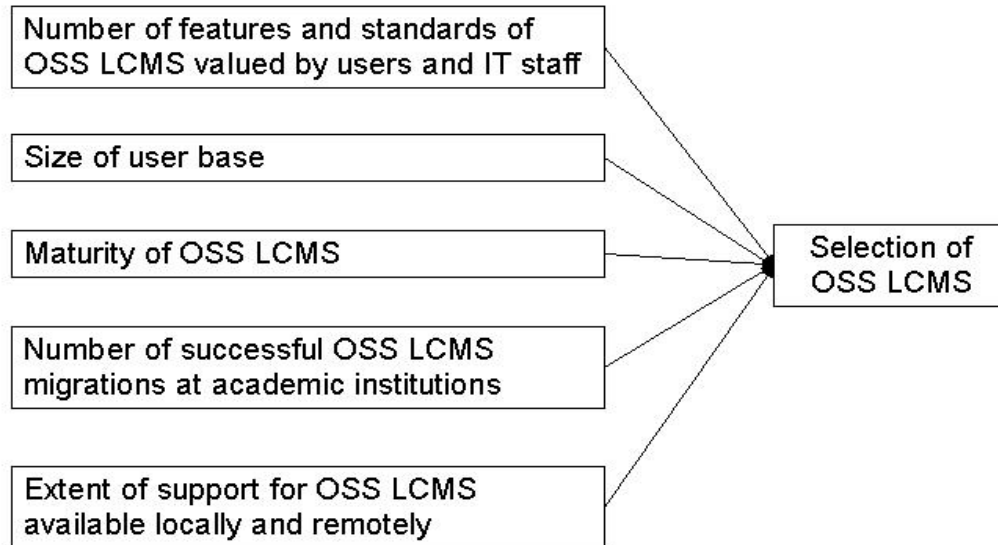 Number of features and standards of
OSS LCMS valued by users and IT staff
Size of user base
Maturity of OSS LCMS
Number of successful OSS LCMS
migrations at academic institutions
Extent of support for OSS LCMS
available locally and remotely
Selection of
OSS LCMS